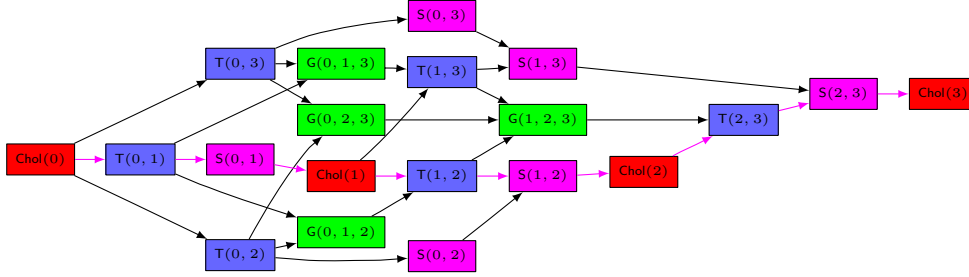 S(0, 3)
T(0, 3)
G(0, 1, 3)
T(1, 3)
S(1, 3)
S(2, 3)
Chol(3)
G(0, 2, 3)
G(1, 2, 3)
T(2, 3)
Chol(0)
T(0, 1)
S(0, 1)
Chol(1)
T(1, 2)
S(1, 2)
Chol(2)
G(0, 1, 2)
T(0, 2)
S(0, 2)